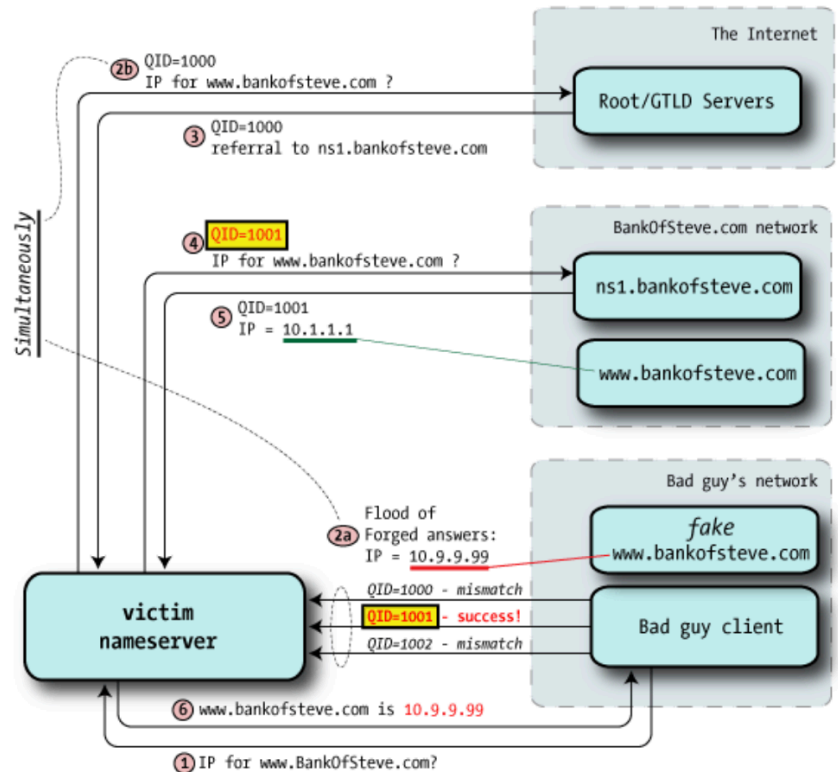 The Internet
2b QID=1000
IP for www.bankofsteve.com ?
Root/GTLD Servers
3 QID=1000
referral to ns1.bankofsteve.com
Simultaneously
BankOfSteve.com network
4 QID=1001
IP for www.bankofsteve.com ?
ns1.bankofsteve.com
5 QID=1001
IP = 10.1.1.1
www.bankofsteve.com
Bad guy's network
2a Flood of
Forged answers:
IP = 10.9.9.99
fake
www.bankofsteve.com
QID=1000 - mismatch
QID=1001 - success!
QID=1002 - mismatch
Bad guy client
victim
nameserver
6 www.bankofsteve.com is 10.9.9.99
1 IP for www.BankOfSteve.com?